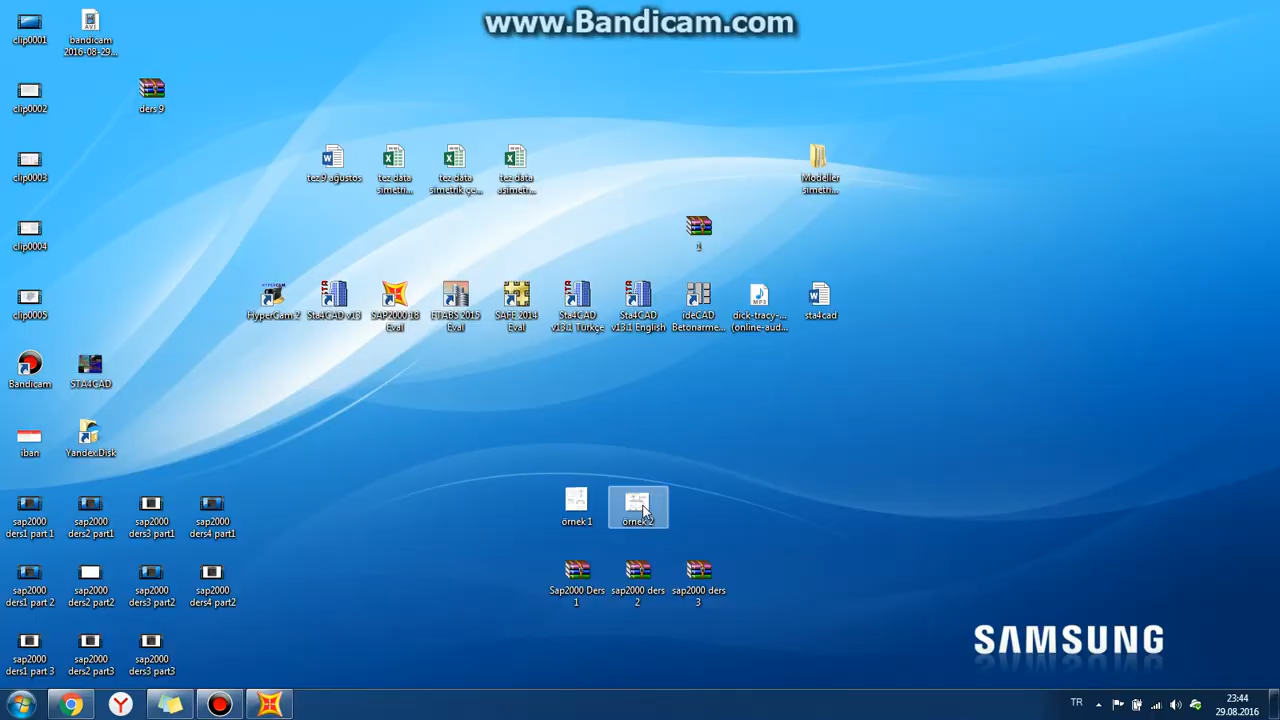 www.Bandicam.com
clip0001
bandicam
2016-08-29...
clip0002
ders 9
clip0003
tez 9 ağustos
tez data
simetri...
tez data
simetrik çe...
tez data
asimetr...
Modeller
simetri...
clip0004
1
clip0005
HyperCam 2
Sta4CAD v13
SAP2000 18
Eval
ETABS 2015
Eval
SAFE 2014
Eval
Sta4CAD
v13.1 Türkçe
Sta4CAD
v13.1 English
ideCAD
Betonarme...
dick-tracy-...
(online-aud...
sta4cad
Bandicam
STA4CAD
iban
Yandex.Disk
sap2000
ders1 part 1
sap2000
ders2 part1
sap2000
ders3 part1
sap2000
ders4 part1
örnek 1
örnek 2
sap2000
ders1 part 2
sap2000
ders2 part2
sap2000
ders3 part2
sap2000
ders4 part2
Sap2000 Ders
1
sap2000 ders
2
sap2000 ders
3
SAMSUNG
sap2000
ders1 part 3
sap2000
ders2 part3
sap2000
ders3 part3
TR
23:44
29.08.2016